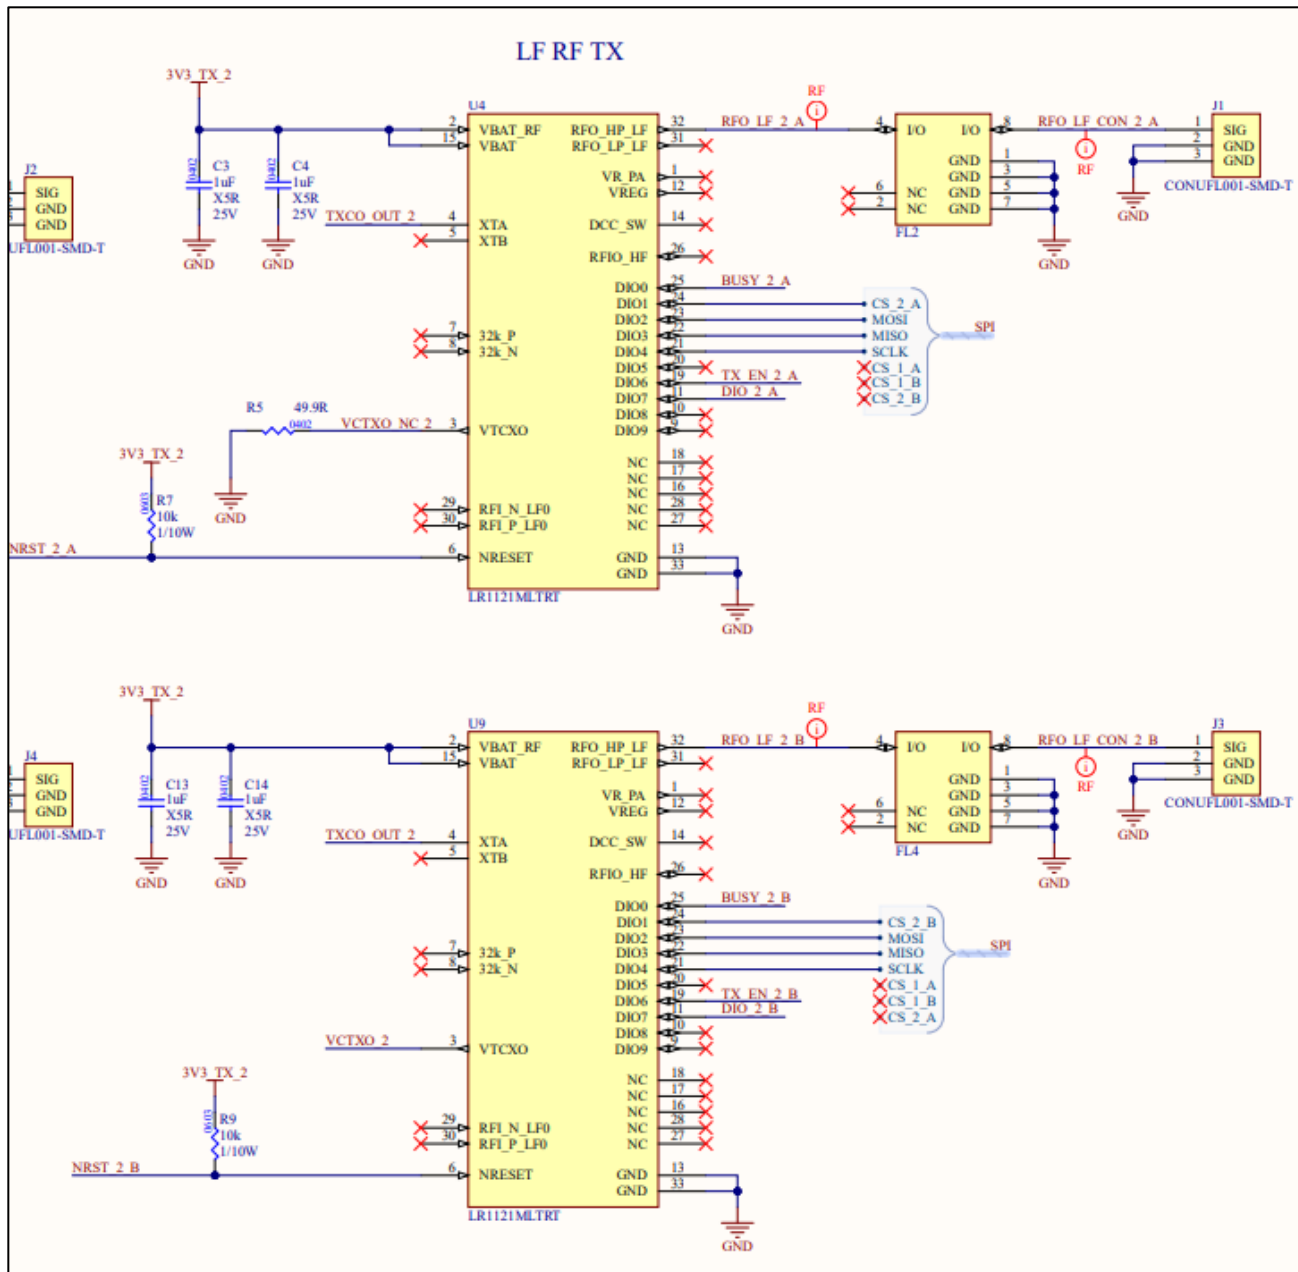 LF RF TX
3V3_TX_2
U4
2
VBAT_RF
15
VBAT
RFO_HP_LF
32
RFO_LF_2_A
RF
i
RFO_LP_LF
31
4
I/O
I/O
8
RFO_LF_CON_2_A
i
RF
J1
1
SIG
2
GND
3
GND
CONUFL001-SMD-T
GND
GND
1
GND
3
6
NC
GND
5
2
NC
GND
7
FL2
GND
J2
SIG
GND
GND
UFL001-SMD-T
0402
C3
1uF
X5R
25V
GND
C4
0402
1uF
X5R
25V
GND
VR_PA
1
VREG
12
TXCO_OUT_2
4
XTA
5
XTB
DCC_SW
14
RFIO_HF
26
DIO0
25
BUSY_2_A
DIO1
24
CS_2_A
DIO2
23
MOSI
7
32k_P
DIO3
22
MISO
SPI
8
32k_N
DIO4
21
SCLK
DIO5
20
CS_1_A
DIO6
19
TX_EN_2_A
CS_1_B
DIO7
11
DIO_2_A
CS_2_B
DIO8
10
DIO9
9
R5
49.9R
0402
VCTXO_NC_2
3
VTCXO
GND
3V3_TX_2
R7
0603
10k
1/10W
NC
18
NC
17
NC
16
NC
28
NC
27
29
RFI_N_LF0
30
RFI_P_LF0
NRST_2_A
6
NRESET
GND
13
GND
33
LR1121MLTRT
GND
3V3_TX_2
U9
2
VBAT_RF
15
VBAT
RFO_HP_LF
32
RFO_LF_2_B
RF
i
RFO_LP_LF
31
4
I/O
I/O
8
RFO_LF_CON_2_B
i
RF
J3
1
SIG
2
GND
3
GND
CONUFL001-SMD-T
GND
GND
1
GND
3
6
NC
GND
5
2
NC
GND
7
FL4
GND
J4
SIG
GND
GND
UFL001-SMD-T
0402
C13
1uF
X5R
25V
GND
0402
C14
1uF
X5R
25V
GND
VR_PA
1
VREG
12
TXCO_OUT_2
4
XTA
5
XTB
DCC_SW
14
RFIO_HF
26
DIO0
25
BUSY_2_B
DIO1
24
CS_2_B
DIO2
23
MOSI
7
32k_P
DIO3
22
MISO
SPI
8
32k_N
DIO4
21
SCLK
DIO5
20
CS_1_A
DIO6
19
TX_EN_2_B
CS_1_B
DIO7
11
DIO_2_B
CS_2_A
DIO8
10
DIO9
9
VCTXO_2
3
VTCXO
3V3_TX_2
R9
0603
10k
1/10W
NC
18
NC
17
NC
16
NC
28
NC
27
29
RFI_N_LF0
30
RFI_P_LF0
NRST_2_B
6
NRESET
GND
13
GND
33
LR1121MLTRT
GND